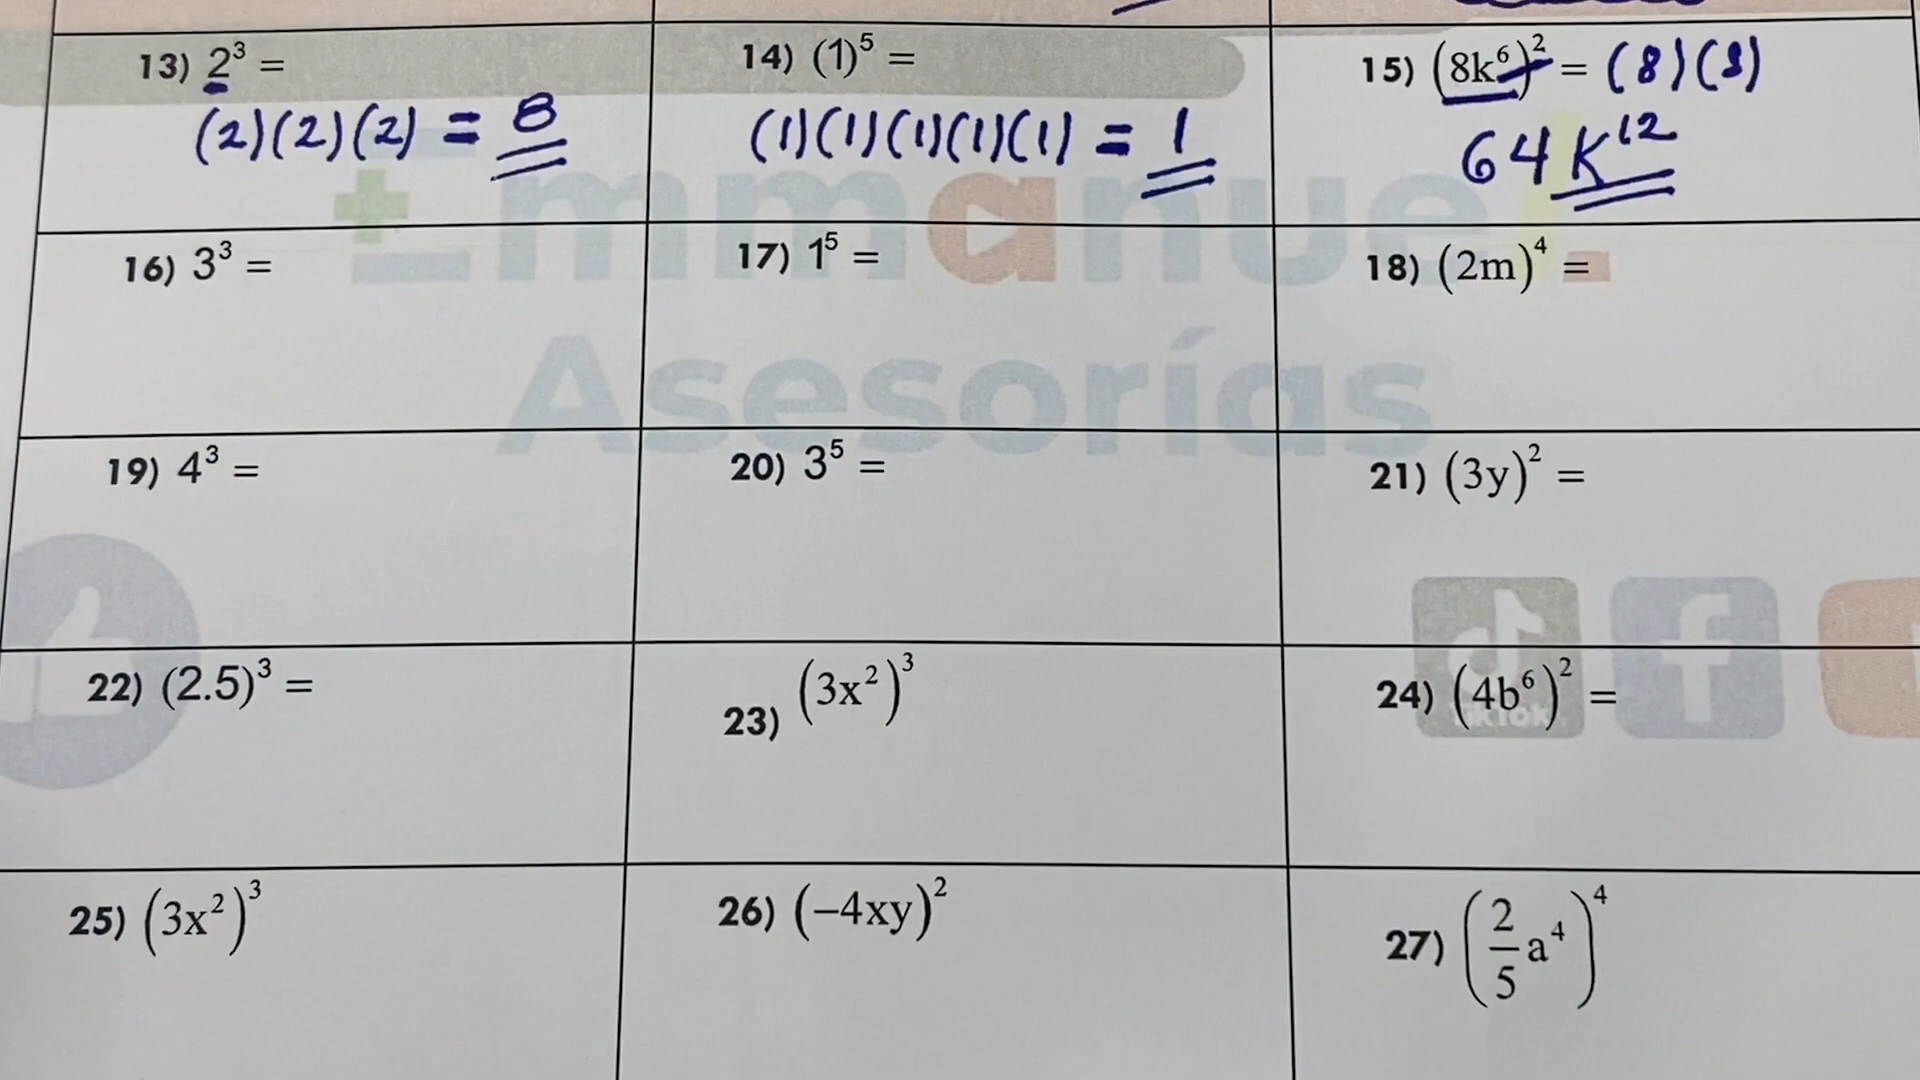 13) 2³ =
(2)(2)(2) = 8
14) (1)⁵ =
(1)(1)(1)(1)(1) = 1
15) (8k⁶)² = (8)(8)
64K¹²
16) 3³ =
17) 1⁵ =
18) (2m)⁴ =
19) 4³ =
20) 3⁵ =
21) (3y)² =
22) (2.5)³ =
23) (3x²)³
24) (4b⁶)² =
25) (3x²)³
26) (−4xy)²
27) (2/5 a⁴)⁴
Emmanuel
Asesorías
TikTok